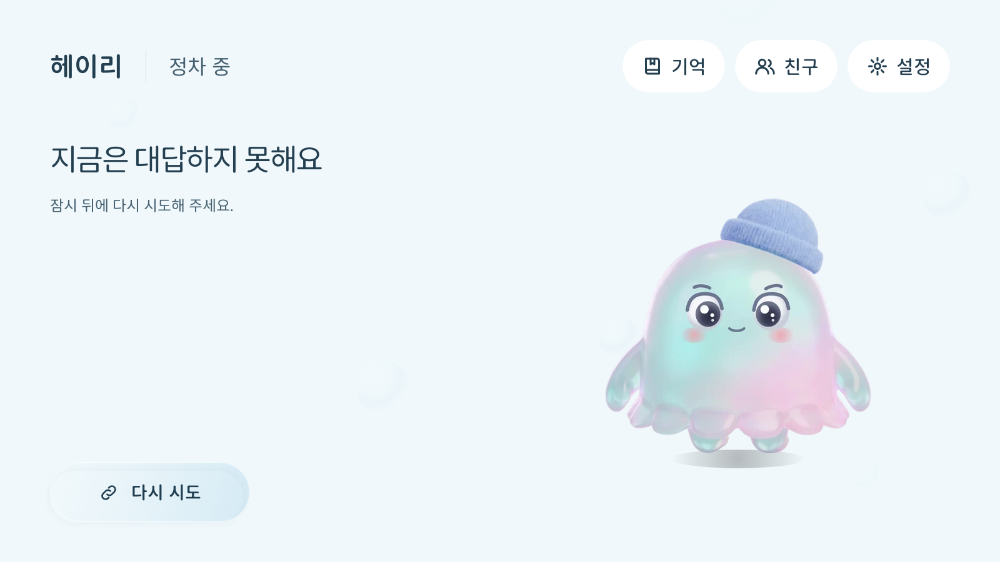 헤이리
정차 중
기억
친구
설정
지금은 대답하지 못해요
잠시 뒤에 다시 시도해 주세요.
다시 시도